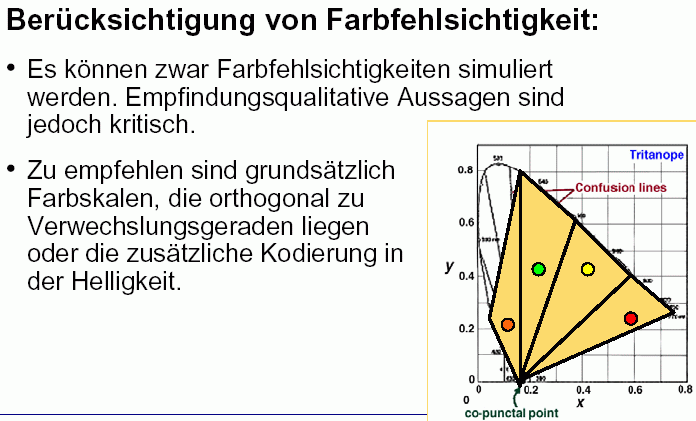 Berücksichtigung von Farbfehlsichtigkeit:
• Es können zwar Farbfehlsichtigkeiten simuliert
werden. Empfindungsqualitative Aussagen sind
jedoch kritisch.
• Zu empfehlen sind grundsätzlich
Farbskalen, die orthogonal zu
Verwechslungsgeraden liegen
oder die zusätzliche Kodierung in
der Helligkeit.
Tritanope
Confusion lines
0.8
0.6
y
0.4
0.2
0
0 0.2 0.4 0.6 0.8
0
x
co-punctal point